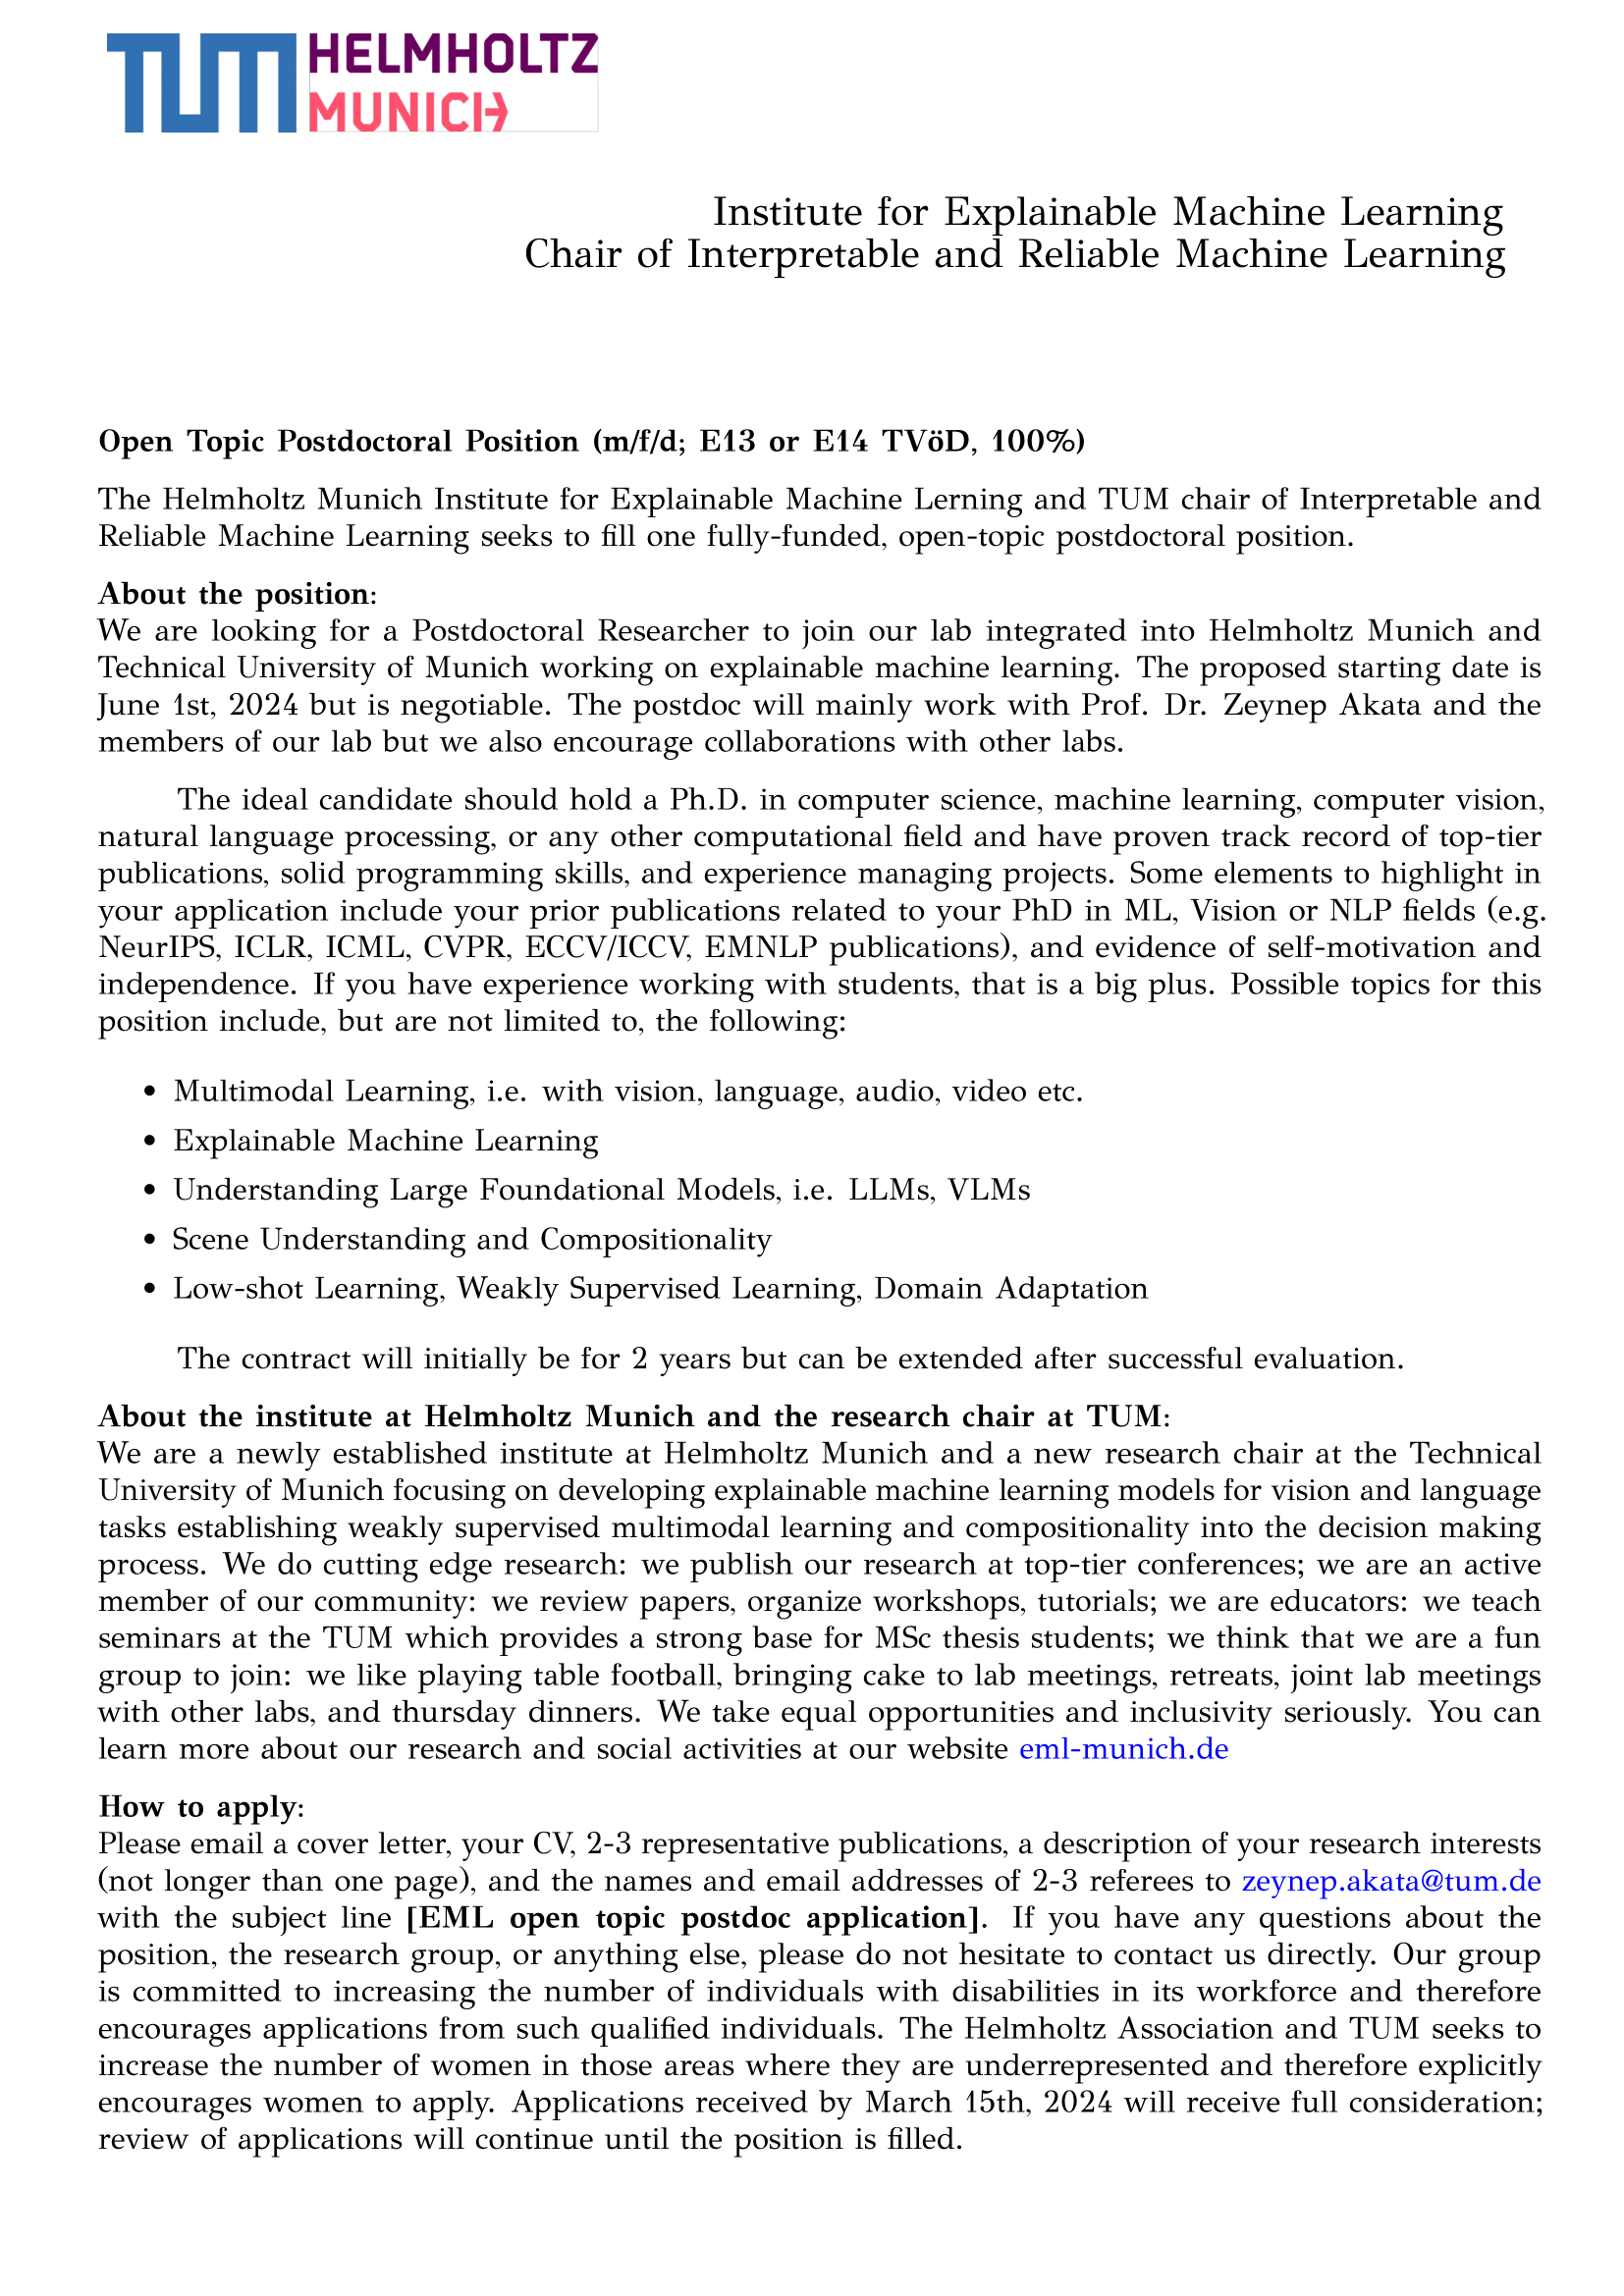 TUM HELMHOLTZ
MUNICH
Institute for Explainable Machine Learning
Chair of Interpretable and Reliable Machine Learning
Open Topic Postdoctoral Position (m/f/d; E13 or E14 TVöD, 100%)
The Helmholtz Munich Institute for Explainable Machine Lerning and TUM chair of Interpretable and
Reliable Machine Learning seeks to fill one fully-funded, open-topic postdoctoral position.
About the position:
We are looking for a Postdoctoral Researcher to join our lab integrated into Helmholtz Munich and
Technical University of Munich working on explainable machine learning. The proposed starting date is
June 1st, 2024 but is negotiable. The postdoc will mainly work with Prof. Dr. Zeynep Akata and the
members of our lab but we also encourage collaborations with other labs.
The ideal candidate should hold a Ph.D. in computer science, machine learning, computer vision,
natural language processing, or any other computational field and have proven track record of top-tier
publications, solid programming skills, and experience managing projects. Some elements to highlight in
your application include your prior publications related to your PhD in ML, Vision or NLP fields (e.g.
NeurIPS, ICLR, ICML, CVPR, ECCV/ICCV, EMNLP publications), and evidence of self-motivation and
independence. If you have experience working with students, that is a big plus. Possible topics for this
position include, but are not limited to, the following:
• Multimodal Learning, i.e. with vision, language, audio, video etc.
• Explainable Machine Learning
• Understanding Large Foundational Models, i.e. LLMs, VLMs
• Scene Understanding and Compositionality
• Low-shot Learning, Weakly Supervised Learning, Domain Adaptation
The contract will initially be for 2 years but can be extended after successful evaluation.
About the institute at Helmholtz Munich and the research chair at TUM:
We are a newly established institute at Helmholtz Munich and a new research chair at the Technical
University of Munich focusing on developing explainable machine learning models for vision and language
tasks establishing weakly supervised multimodal learning and compositionality into the decision making
process. We do cutting edge research: we publish our research at top-tier conferences; we are an active
member of our community: we review papers, organize workshops, tutorials; we are educators: we teach
seminars at the TUM which provides a strong base for MSc thesis students; we think that we are a fun
group to join: we like playing table football, bringing cake to lab meetings, retreats, joint lab meetings
with other labs, and thursday dinners. We take equal opportunities and inclusivity seriously. You can
learn more about our research and social activities at our website eml-munich.de
How to apply:
Please email a cover letter, your CV, 2-3 representative publications, a description of your research interests
(not longer than one page), and the names and email addresses of 2-3 referees to zeynep.akata@tum.de
with the subject line [EML open topic postdoc application]. If you have any questions about the
position, the research group, or anything else, please do not hesitate to contact us directly. Our group
is committed to increasing the number of individuals with disabilities in its workforce and therefore
encourages applications from such qualified individuals. The Helmholtz Association and TUM seeks to
increase the number of women in those areas where they are underrepresented and therefore explicitly
encourages women to apply. Applications received by March 15th, 2024 will receive full consideration;
review of applications will continue until the position is filled.